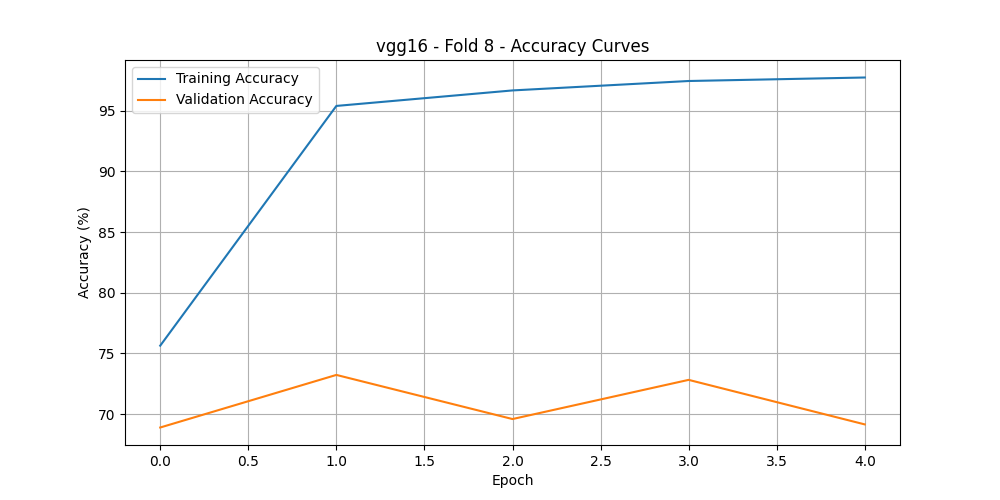 vgg16 - Fold 8 - Accuracy Curves
Training Accuracy
Validation Accuracy
Accuracy (%)
95
90
85
80
75
70
0.0 0.5 1.0 1.5 2.0 2.5 3.0 3.5 4.0
Epoch